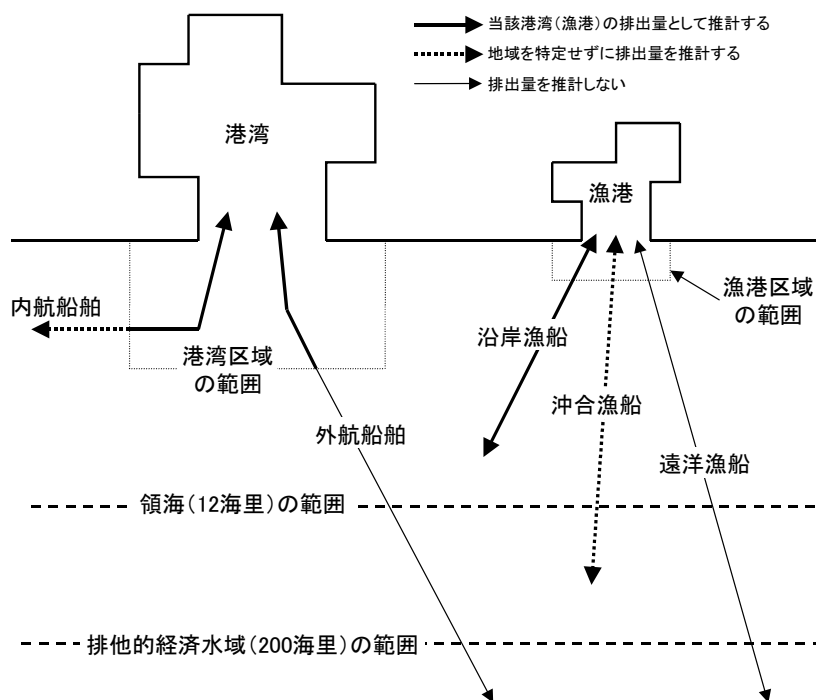 当該港湾(漁港)の排出量として推計する
地域を特定せずに排出量を推計する
排出量を推計しない
港湾
漁港
内航船舶
港湾区域
の範囲
漁港区域
の範囲
沿岸漁船
沖合漁船
外航船舶
遠洋漁船
領海(12海里)の範囲
排他的経済水域(200海里)の範囲